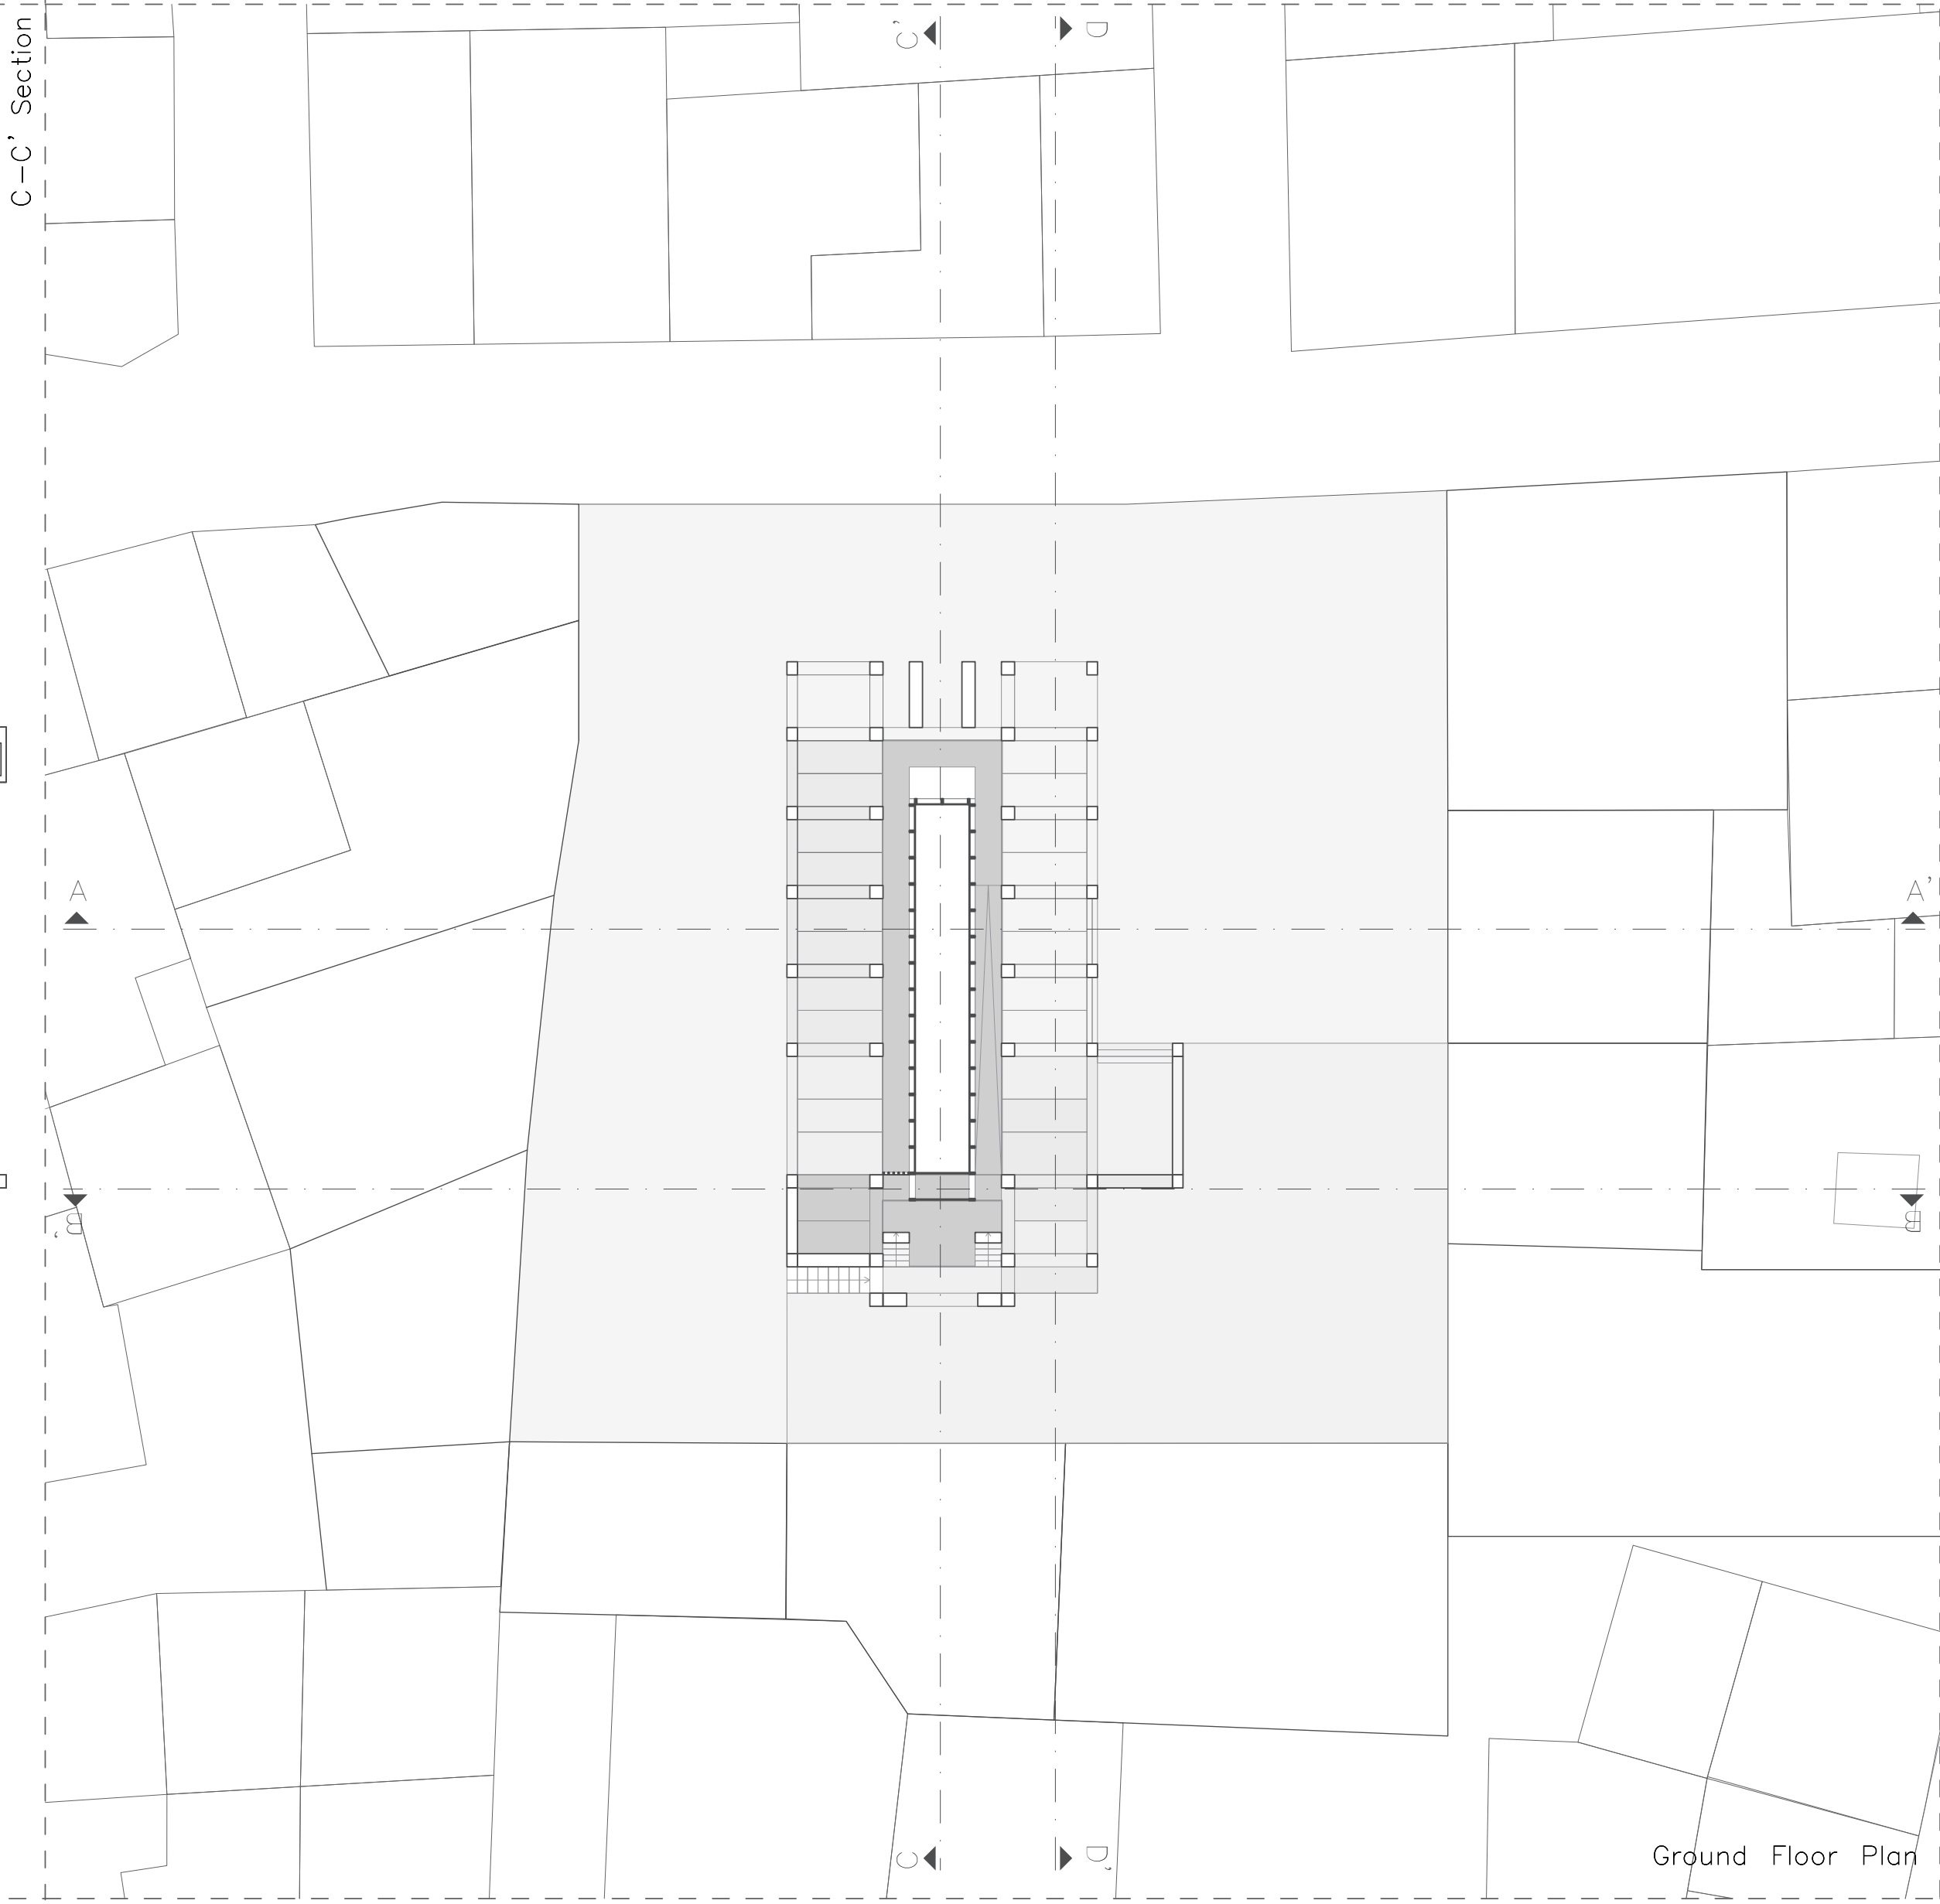 C-C' Section
C'
D
A
A'
B'
B
C
D'
Ground Floor Plan